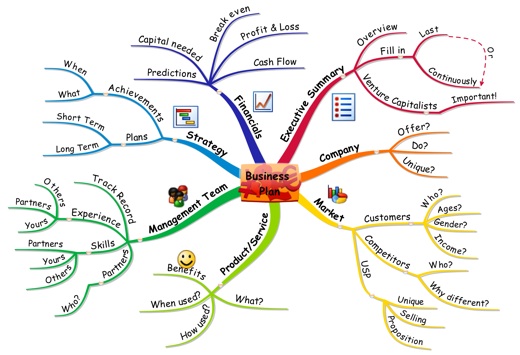 Business
Plan
Executive Summary
Overview
Fill in
Last
Or
Continuously
Venture Capitalists
Important!
Company
Offer?
Do?
Unique?
Market
Customers
Who?
Ages?
Gender?
Income?
Competitors
Who?
Why different?
USP
Unique
Selling
Proposition
Product/Service
Benefits
When used?
How used?
What?
Management Team
Track Record
Experience
Others
Partners
Yours
Skills
Partners
Yours
Others
Partners
Who?
Strategy
Achievements
When
What
Plans
Short Term
Long Term
Financials
Predictions
Capital needed
Break even
Profit & Loss
Cash Flow